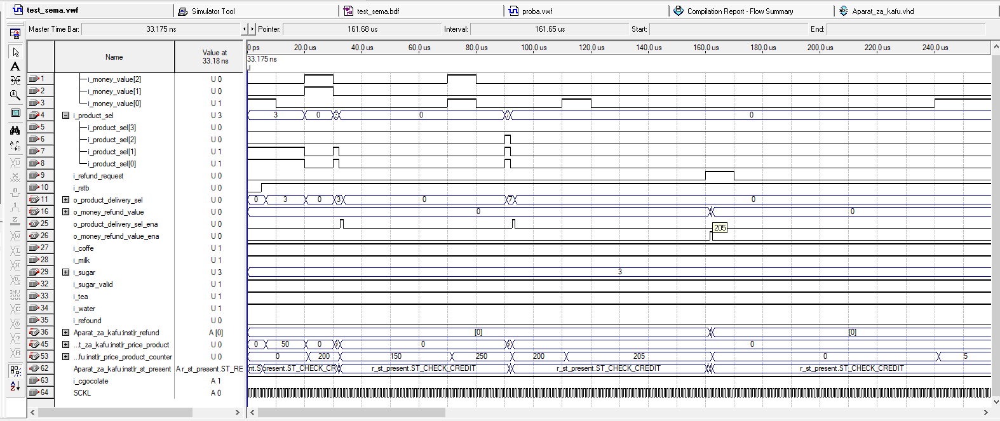 test_sema.vwf
Simulator Tool
test_sema.bdf
proba.vwf
Compilation Report - Flow Summary
Aparat_za_kafu.vhd
Master Time Bar: 33.175 ns Pointer: 161.68 us Interval: 161.65 us Start: End:
Name
Value at
33.18 ns
0 ps 20.0 us 40.0 us 60.0 us 80.0 us 100.0 us 120.0 us 140.0 us 160.0 us 180.0 us 200.0 us 220.0 us 240.0 us
33.175 ns
1 i_money_value[2] U 0
2 i_money_value[1] U 0
3 i_money_value[0] U 1
4 i_product_sel U 3 3 0 0 0
5 i_product_sel[3] U 0
6 i_product_sel[2] U 0
7 i_product_sel[1] U 1
8 i_product_sel[0] U 1
9 i_refund_request U 0
10 i_rstb U 0
11 o_product_delivery_sel U 0 0 3 0 3 0 7 0
16 o_money_refund_value U 0 0 0
25 o_product_delivery_sel_ena U 0
205
26 o_money_refund_value_ena U 0
27 i_coffe U 1
28 i_milk U 1
29 i_sugar U 3 3
32 i_sugar_valid U 1
33 i_tea U 1
34 i_water U 1
35 i_refound U 0
36 Aparat_za_kafu:inst|r_refund A [0] [0] [0]
45 ...t_za_kafu:inst|r_price_product U 0 0 50 0 0 0
53 ...fu:inst|r_price_product_counter U 0 0 200 150 250 200 205 0 5
62 Aparat_za_kafu:inst|r_st_present A r_st_present.ST_RE nt.S present.ST_CHECK_CR r_st_present.ST_CHECK_CREDIT r_st_present.ST_CHECK_CREDIT r_st_present.ST_CHECK_CREDIT
63 i_cgocolate A 1
64 SCKL A 0